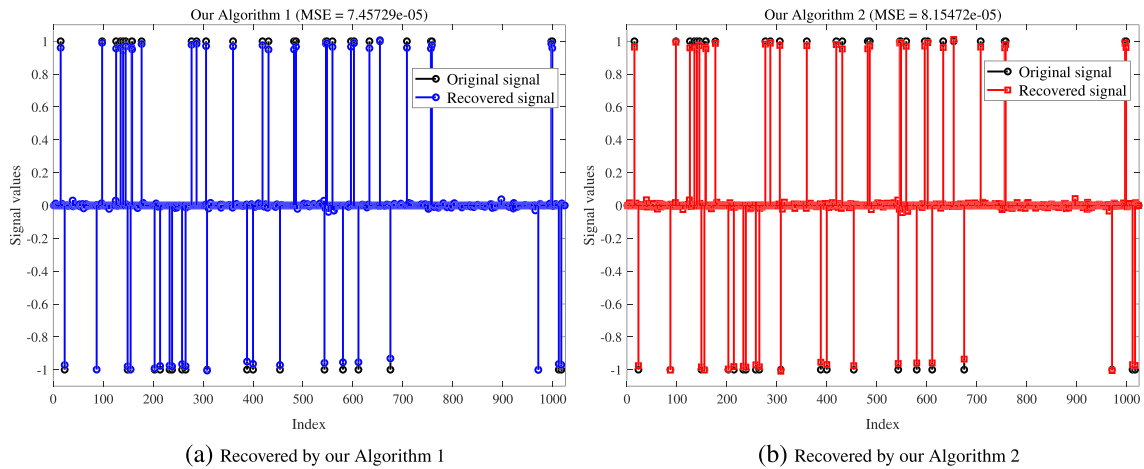 Our Algorithm 1 (MSE = 7.45729e-05)
1
0.8
0.6
0.4
0.2
0
-0.2
-0.4
-0.6
-0.8
-1
Signal values
Original signal
Recovered signal
0 100 200 300 400 500 600 700 800 900 1000
Index
(a) Recovered by our Algorithm 1
Our Algorithm 2 (MSE = 8.15472e-05)
1
0.8
0.6
0.4
0.2
0
-0.2
-0.4
-0.6
-0.8
-1
Signal values
Original signal
Recovered signal
0 100 200 300 400 500 600 700 800 900 1000
Index
(b) Recovered by our Algorithm 2